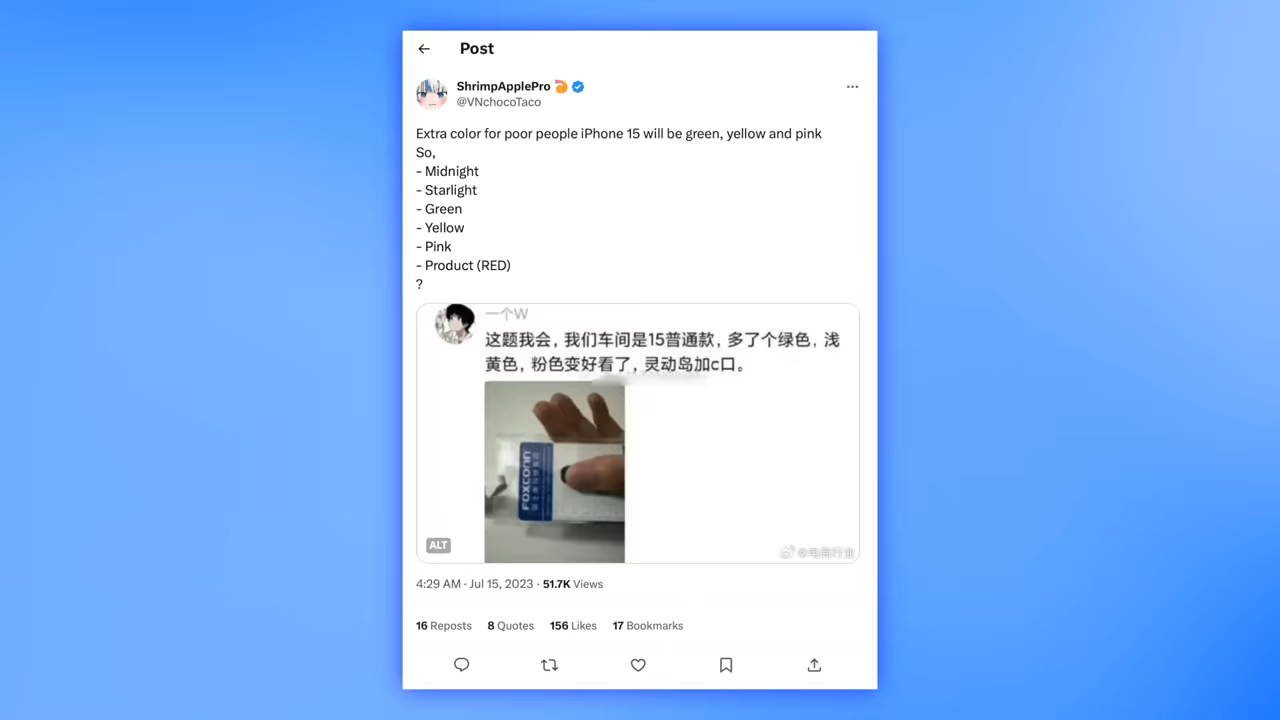 Post
ShrimpApplePro
@VNchocoTaco
Extra color for poor people iPhone 15 will be green, yellow and pink
So,
- Midnight
- Starlight
- Green
- Yellow
- Pink
- Product (RED)
?
一个W
这题我会，我们车间是15普通款，多了个绿色，浅
黄色，粉色变好看了，灵动岛加c口。
FOXCONN
ALT
@电商行业
4:29 AM · Jul 15, 2023 · 51.7K Views
16 Reposts 8 Quotes 156 Likes 17 Bookmarks